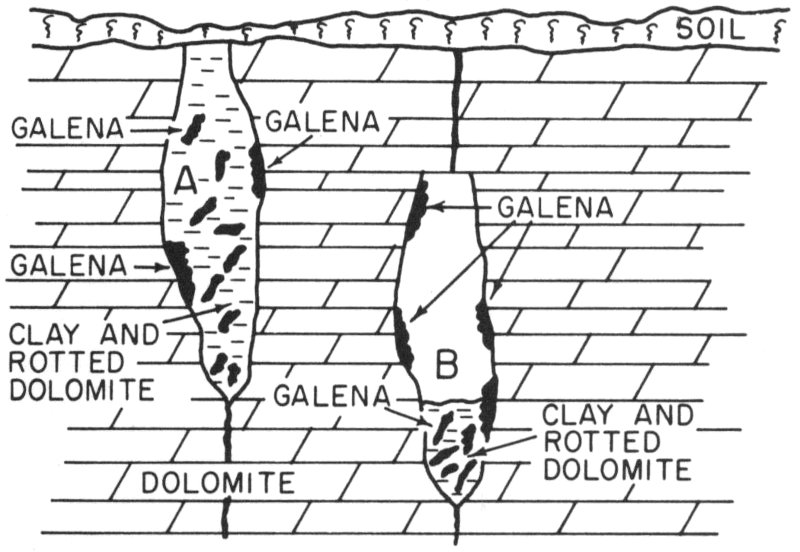 SOIL
GALENA
GALENA
A
GALENA
GALENA
CLAY AND
ROTTED
DOLOMITE
B
GALENA
CLAY AND
ROTTED
DOLOMITE
DOLOMITE